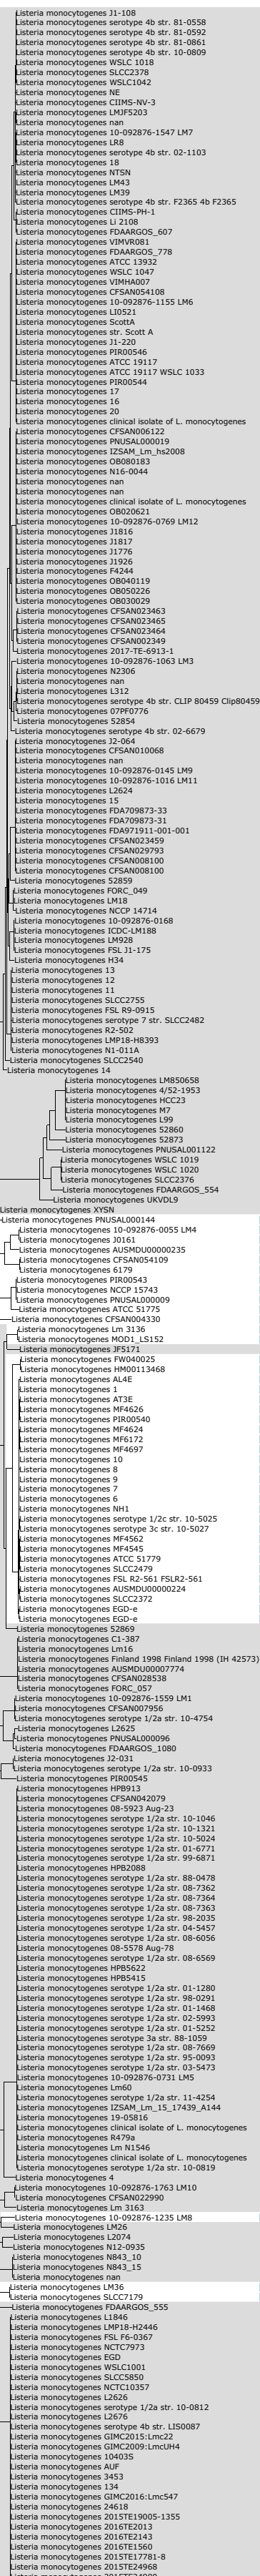 Listeria monocytogenes J1-108
Listeria monocytogenes serotype 4b str. 81-0558
Listeria monocytogenes serotype 4b str. 81-0592
Listeria monocytogenes serotype 4b str. 81-0861
Listeria monocytogenes serotype 4b str. 10-0809
Listeria monocytogenes WSLC 1018
Listeria monocytogenes SLCC2378
Listeria monocytogenes WSLC1042
Listeria monocytogenes NE
Listeria monocytogenes CIIMS-NV-3
Listeria monocytogenes LMJF5203
Listeria monocytogenes nan
Listeria monocytogenes 10-092876-1547 LM7
Listeria monocytogenes LR8
Listeria monocytogenes serotype 4b str. 02-1103
Listeria monocytogenes 18
Listeria monocytogenes NTSN
Listeria monocytogenes LM43
Listeria monocytogenes LM39
Listeria monocytogenes serotype 4b str. F2365 4b F2365
Listeria monocytogenes CIIMS-PH-1
Listeria monocytogenes Li 2108
Listeria monocytogenes FDAARGOS_607
Listeria monocytogenes VIMVR081
Listeria monocytogenes FDAARGOS_778
Listeria monocytogenes ATCC 13932
Listeria monocytogenes WSLC 1047
Listeria monocytogenes VIMHA007
Listeria monocytogenes CFSAN054108
Listeria monocytogenes 10-092876-1155 LM6
Listeria monocytogenes LI0521
Listeria monocytogenes ScottA
Listeria monocytogenes str. Scott A
Listeria monocytogenes J1-220
Listeria monocytogenes PIR00546
Listeria monocytogenes ATCC 19117
Listeria monocytogenes ATCC 19117 WSLC 1033
Listeria monocytogenes PIR00544
Listeria monocytogenes 17
Listeria monocytogenes 16
Listeria monocytogenes 20
Listeria monocytogenes clinical isolate of L. monocytogenes
Listeria monocytogenes CFSAN006122
Listeria monocytogenes PNUSAL000019
Listeria monocytogenes IZSAM_Lm_hs2008
Listeria monocytogenes OB080183
Listeria monocytogenes N16-0044
Listeria monocytogenes nan
Listeria monocytogenes nan
Listeria monocytogenes clinical isolate of L. monocytogenes
Listeria monocytogenes OB020621
Listeria monocytogenes 10-092876-0769 LM12
Listeria monocytogenes J1816
Listeria monocytogenes J1817
Listeria monocytogenes J1776
Listeria monocytogenes J1926
Listeria monocytogenes F4244
Listeria monocytogenes OB040119
Listeria monocytogenes OB050226
Listeria monocytogenes OB030029
Listeria monocytogenes CFSAN023463
Listeria monocytogenes CFSAN023465
Listeria monocytogenes CFSAN023464
Listeria monocytogenes CFSAN002349
Listeria monocytogenes 2017-TE-6913-1
Listeria monocytogenes 10-092876-1063 LM3
Listeria monocytogenes N2306
Listeria monocytogenes nan
Listeria monocytogenes L312
Listeria monocytogenes serotype 4b str. CLIP 80459 Clip80459
Listeria monocytogenes 07PF0776
Listeria monocytogenes 52854
Listeria monocytogenes serotype 4b str. 02-6679
Listeria monocytogenes J2-064
Listeria monocytogenes CFSAN010068
Listeria monocytogenes nan
Listeria monocytogenes 10-092876-0145 LM9
Listeria monocytogenes 10-092876-1016 LM11
Listeria monocytogenes L2624
Listeria monocytogenes 15
Listeria monocytogenes FDA709873-33
Listeria monocytogenes FDA709873-31
Listeria monocytogenes FDA971911-001-001
Listeria monocytogenes CFSAN023459
Listeria monocytogenes CFSAN029793
Listeria monocytogenes CFSAN008100
Listeria monocytogenes CFSAN008100
Listeria monocytogenes 52859
Listeria monocytogenes FORC_049
Listeria monocytogenes LM18
Listeria monocytogenes NCCP 14714
Listeria monocytogenes 10-092876-0168
Listeria monocytogenes ICDC-LM188
Listeria monocytogenes LM928
Listeria monocytogenes FSL J1-175
Listeria monocytogenes H34
Listeria monocytogenes 13
Listeria monocytogenes 12
Listeria monocytogenes 11
Listeria monocytogenes SLCC2755
Listeria monocytogenes FSL R9-0915
Listeria monocytogenes serotype 7 str. SLCC2482
Listeria monocytogenes R2-502
Listeria monocytogenes LMP18-H8393
Listeria monocytogenes N1-011A
Listeria monocytogenes SLCC2540
Listeria monocytogenes 14
Listeria monocytogenes LM850658
Listeria monocytogenes 4/52-1953
Listeria monocytogenes HCC23
Listeria monocytogenes M7
Listeria monocytogenes L99
Listeria monocytogenes 52860
Listeria monocytogenes 52873
Listeria monocytogenes PNUSAL001122
Listeria monocytogenes WSLC 1019
Listeria monocytogenes WSLC 1020
Listeria monocytogenes SLCC2376
Listeria monocytogenes FDAARGOS_554
Listeria monocytogenes UKVDL9
Listeria monocytogenes XYSN
Listeria monocytogenes PNUSAL000144
Listeria monocytogenes 10-092876-0055 LM4
Listeria monocytogenes J0161
Listeria monocytogenes AUSMDU00000235
Listeria monocytogenes CFSAN054109
Listeria monocytogenes 6179
Listeria monocytogenes PIR00543
Listeria monocytogenes NCCP 15743
Listeria monocytogenes PNUSAL000009
Listeria monocytogenes ATCC 51775
Listeria monocytogenes CFSAN004330
Listeria monocytogenes Lm 3136
Listeria monocytogenes MOD1_LS152
Listeria monocytogenes JF5171
Listeria monocytogenes FW040025
Listeria monocytogenes HM00113468
Listeria monocytogenes AL4E
Listeria monocytogenes 1
Listeria monocytogenes AT3E
Listeria monocytogenes MF4626
Listeria monocytogenes PIR00540
Listeria monocytogenes MF4624
Listeria monocytogenes MF6172
Listeria monocytogenes MF4697
Listeria monocytogenes 10
Listeria monocytogenes 8
Listeria monocytogenes 9
Listeria monocytogenes 7
Listeria monocytogenes 6
Listeria monocytogenes NH1
Listeria monocytogenes serotype 1/2c str. 10-5025
Listeria monocytogenes serotype 3c str. 10-5027
Listeria monocytogenes MF4562
Listeria monocytogenes MF4545
Listeria monocytogenes ATCC 51779
Listeria monocytogenes SLCC2479
Listeria monocytogenes FSL R2-561 FSLR2-561
Listeria monocytogenes AUSMDU00000224
Listeria monocytogenes SLCC2372
Listeria monocytogenes EGD-e
Listeria monocytogenes EGD-e
Listeria monocytogenes 52869
Listeria monocytogenes C1-387
Listeria monocytogenes Lm16
Listeria monocytogenes Finland 1998 Finland 1998 (IH 42573)
Listeria monocytogenes AUSMDU00007774
Listeria monocytogenes CFSAN028538
Listeria monocytogenes FORC_057
Listeria monocytogenes 10-092876-1559 LM1
Listeria monocytogenes CFSAN007956
Listeria monocytogenes serotype 1/2a str. 10-4754
Listeria monocytogenes L2625
Listeria monocytogenes PNUSAL000096
Listeria monocytogenes FDAARGOS_1080
Listeria monocytogenes J2-031
Listeria monocytogenes serotype 1/2a str. 10-0933
Listeria monocytogenes PIR00545
Listeria monocytogenes HPB913
Listeria monocytogenes CFSAN042079
Listeria monocytogenes 08-5923 Aug-23
Listeria monocytogenes serotype 1/2a str. 10-1046
Listeria monocytogenes serotype 1/2a str. 10-1321
Listeria monocytogenes serotype 1/2a str. 10-5024
Listeria monocytogenes serotype 1/2a str. 01-6771
Listeria monocytogenes serotype 1/2a str. 99-6871
Listeria monocytogenes HPB2088
Listeria monocytogenes serotype 1/2a str. 88-0478
Listeria monocytogenes serotype 1/2a str. 08-7362
Listeria monocytogenes serotype 1/2a str. 08-7364
Listeria monocytogenes serotype 1/2a str. 08-7363
Listeria monocytogenes serotype 1/2a str. 98-2035
Listeria monocytogenes serotype 1/2a str. 04-5457
Listeria monocytogenes serotype 1/2a str. 08-6056
Listeria monocytogenes 08-5578 Aug-78
Listeria monocytogenes serotype 1/2a str. 08-6569
Listeria monocytogenes HPB5622
Listeria monocytogenes HPB5415
Listeria monocytogenes serotype 1/2a str. 01-1280
Listeria monocytogenes serotype 1/2a str. 98-0291
Listeria monocytogenes serotype 1/2a str. 01-1468
Listeria monocytogenes serotype 1/2a str. 02-5993
Listeria monocytogenes serotype 1/2a str. 01-5252
Listeria monocytogenes serotype 3a str. 88-1059
Listeria monocytogenes serotype 1/2a str. 08-7669
Listeria monocytogenes serotype 1/2a str. 95-0093
Listeria monocytogenes serotype 1/2a str. 03-5473
Listeria monocytogenes 10-092876-0731 LM5
Listeria monocytogenes Lm60
Listeria monocytogenes serotype 1/2a str. 11-4254
Listeria monocytogenes IZSAM_Lm_15_17439_A144
Listeria monocytogenes 19-05816
Listeria monocytogenes clinical isolate of L. monocytogenes
Listeria monocytogenes R479a
Listeria monocytogenes Lm N1546
Listeria monocytogenes clinical isolate of L. monocytogenes
Listeria monocytogenes serotype 1/2a str. 10-0819
Listeria monocytogenes 4
Listeria monocytogenes 10-092876-1763 LM10
Listeria monocytogenes CFSAN022990
Listeria monocytogenes Lm 3163
Listeria monocytogenes 10-092876-1235 LM8
Listeria monocytogenes LM26
Listeria monocytogenes L2074
Listeria monocytogenes N12-0935
Listeria monocytogenes N843_10
Listeria monocytogenes N843_15
Listeria monocytogenes nan
Listeria monocytogenes LM36
Listeria monocytogenes SLCC7179
Listeria monocytogenes FDAARGOS_555
Listeria monocytogenes L1846
Listeria monocytogenes LMP18-H2446
Listeria monocytogenes FSL F6-0367
Listeria monocytogenes NCTC7973
Listeria monocytogenes EGD
Listeria monocytogenes WSLC1001
Listeria monocytogenes SLCC5850
Listeria monocytogenes NCTC10357
Listeria monocytogenes L2626
Listeria monocytogenes serotype 1/2a str. 10-0812
Listeria monocytogenes L2676
Listeria monocytogenes serotype 4b str. LIS0087
Listeria monocytogenes GIMC2015:Lmc22
Listeria monocytogenes GIMC2009:LmcUH4
Listeria monocytogenes 10403S
Listeria monocytogenes AUF
Listeria monocytogenes 3453
Listeria monocytogenes 134
Listeria monocytogenes GIMC2016:Lmc547
Listeria monocytogenes 24618
Listeria monocytogenes 2015TE19005-1355
Listeria monocytogenes 2016TE2013
Listeria monocytogenes 2016TE2143
Listeria monocytogenes 2016TE1560
Listeria monocytogenes 2015TE17781-8
Listeria monocytogenes 2015TE24968